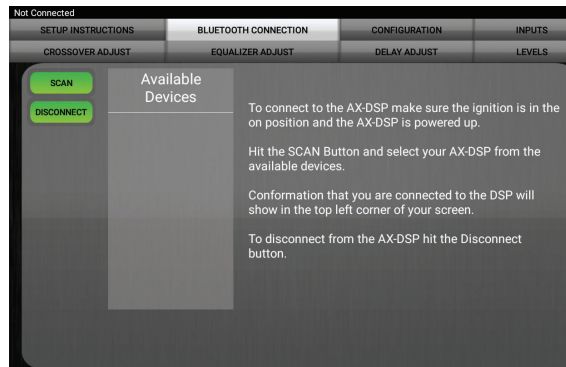 Not Connected
SETUP INSTRUCTIONS
BLUETOOTH CONNECTION
CONFIGURATION
INPUTS
CROSSOVER ADJUST
EQUALIZER ADJUST
DELAY ADJUST
LEVELS
SCAN
DISCONNECT
Available
Devices
To connect to the AX-DSP make sure the ignition is in the
on position and the AX-DSP is powered up.
Hit the SCAN Button and select your AX-DSP from the
available devices.
Conformation that you are connected to the DSP will
show in the top left corner of your screen.
To disconnect from the AX-DSP hit the Disconnect
button.